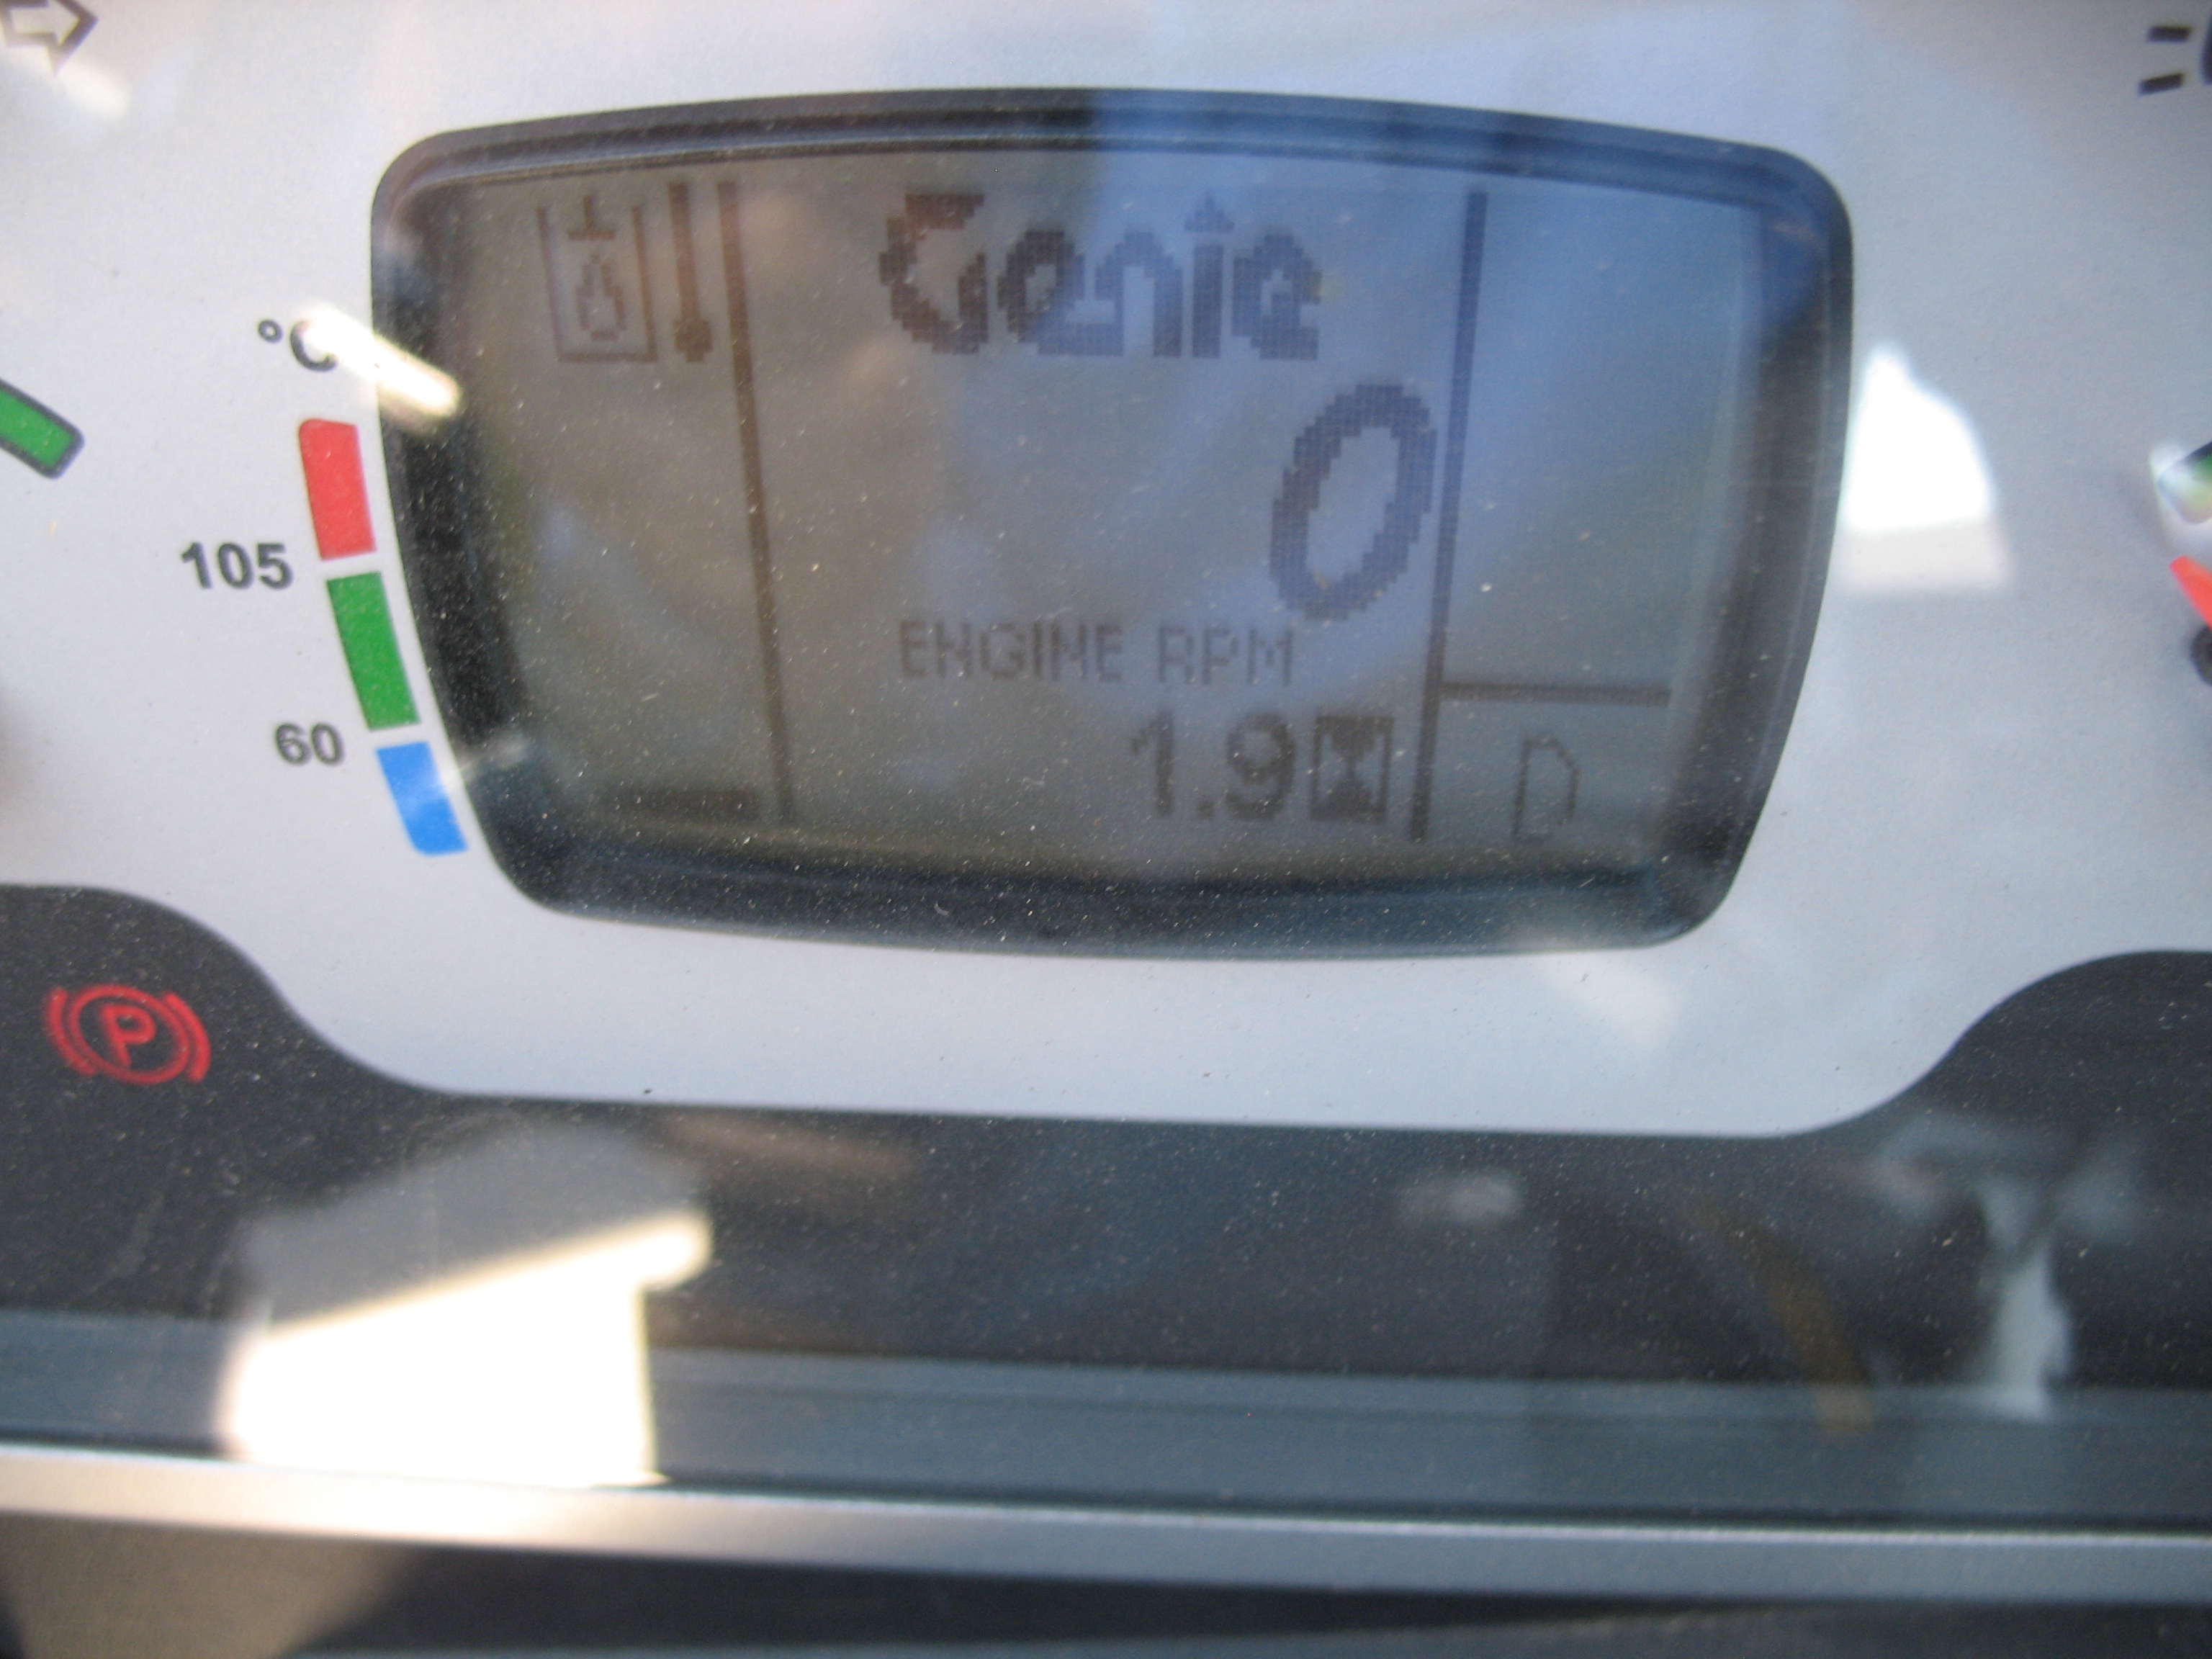 Genie
°C
0
105
ENGINE RPM
60
1.9
D
P